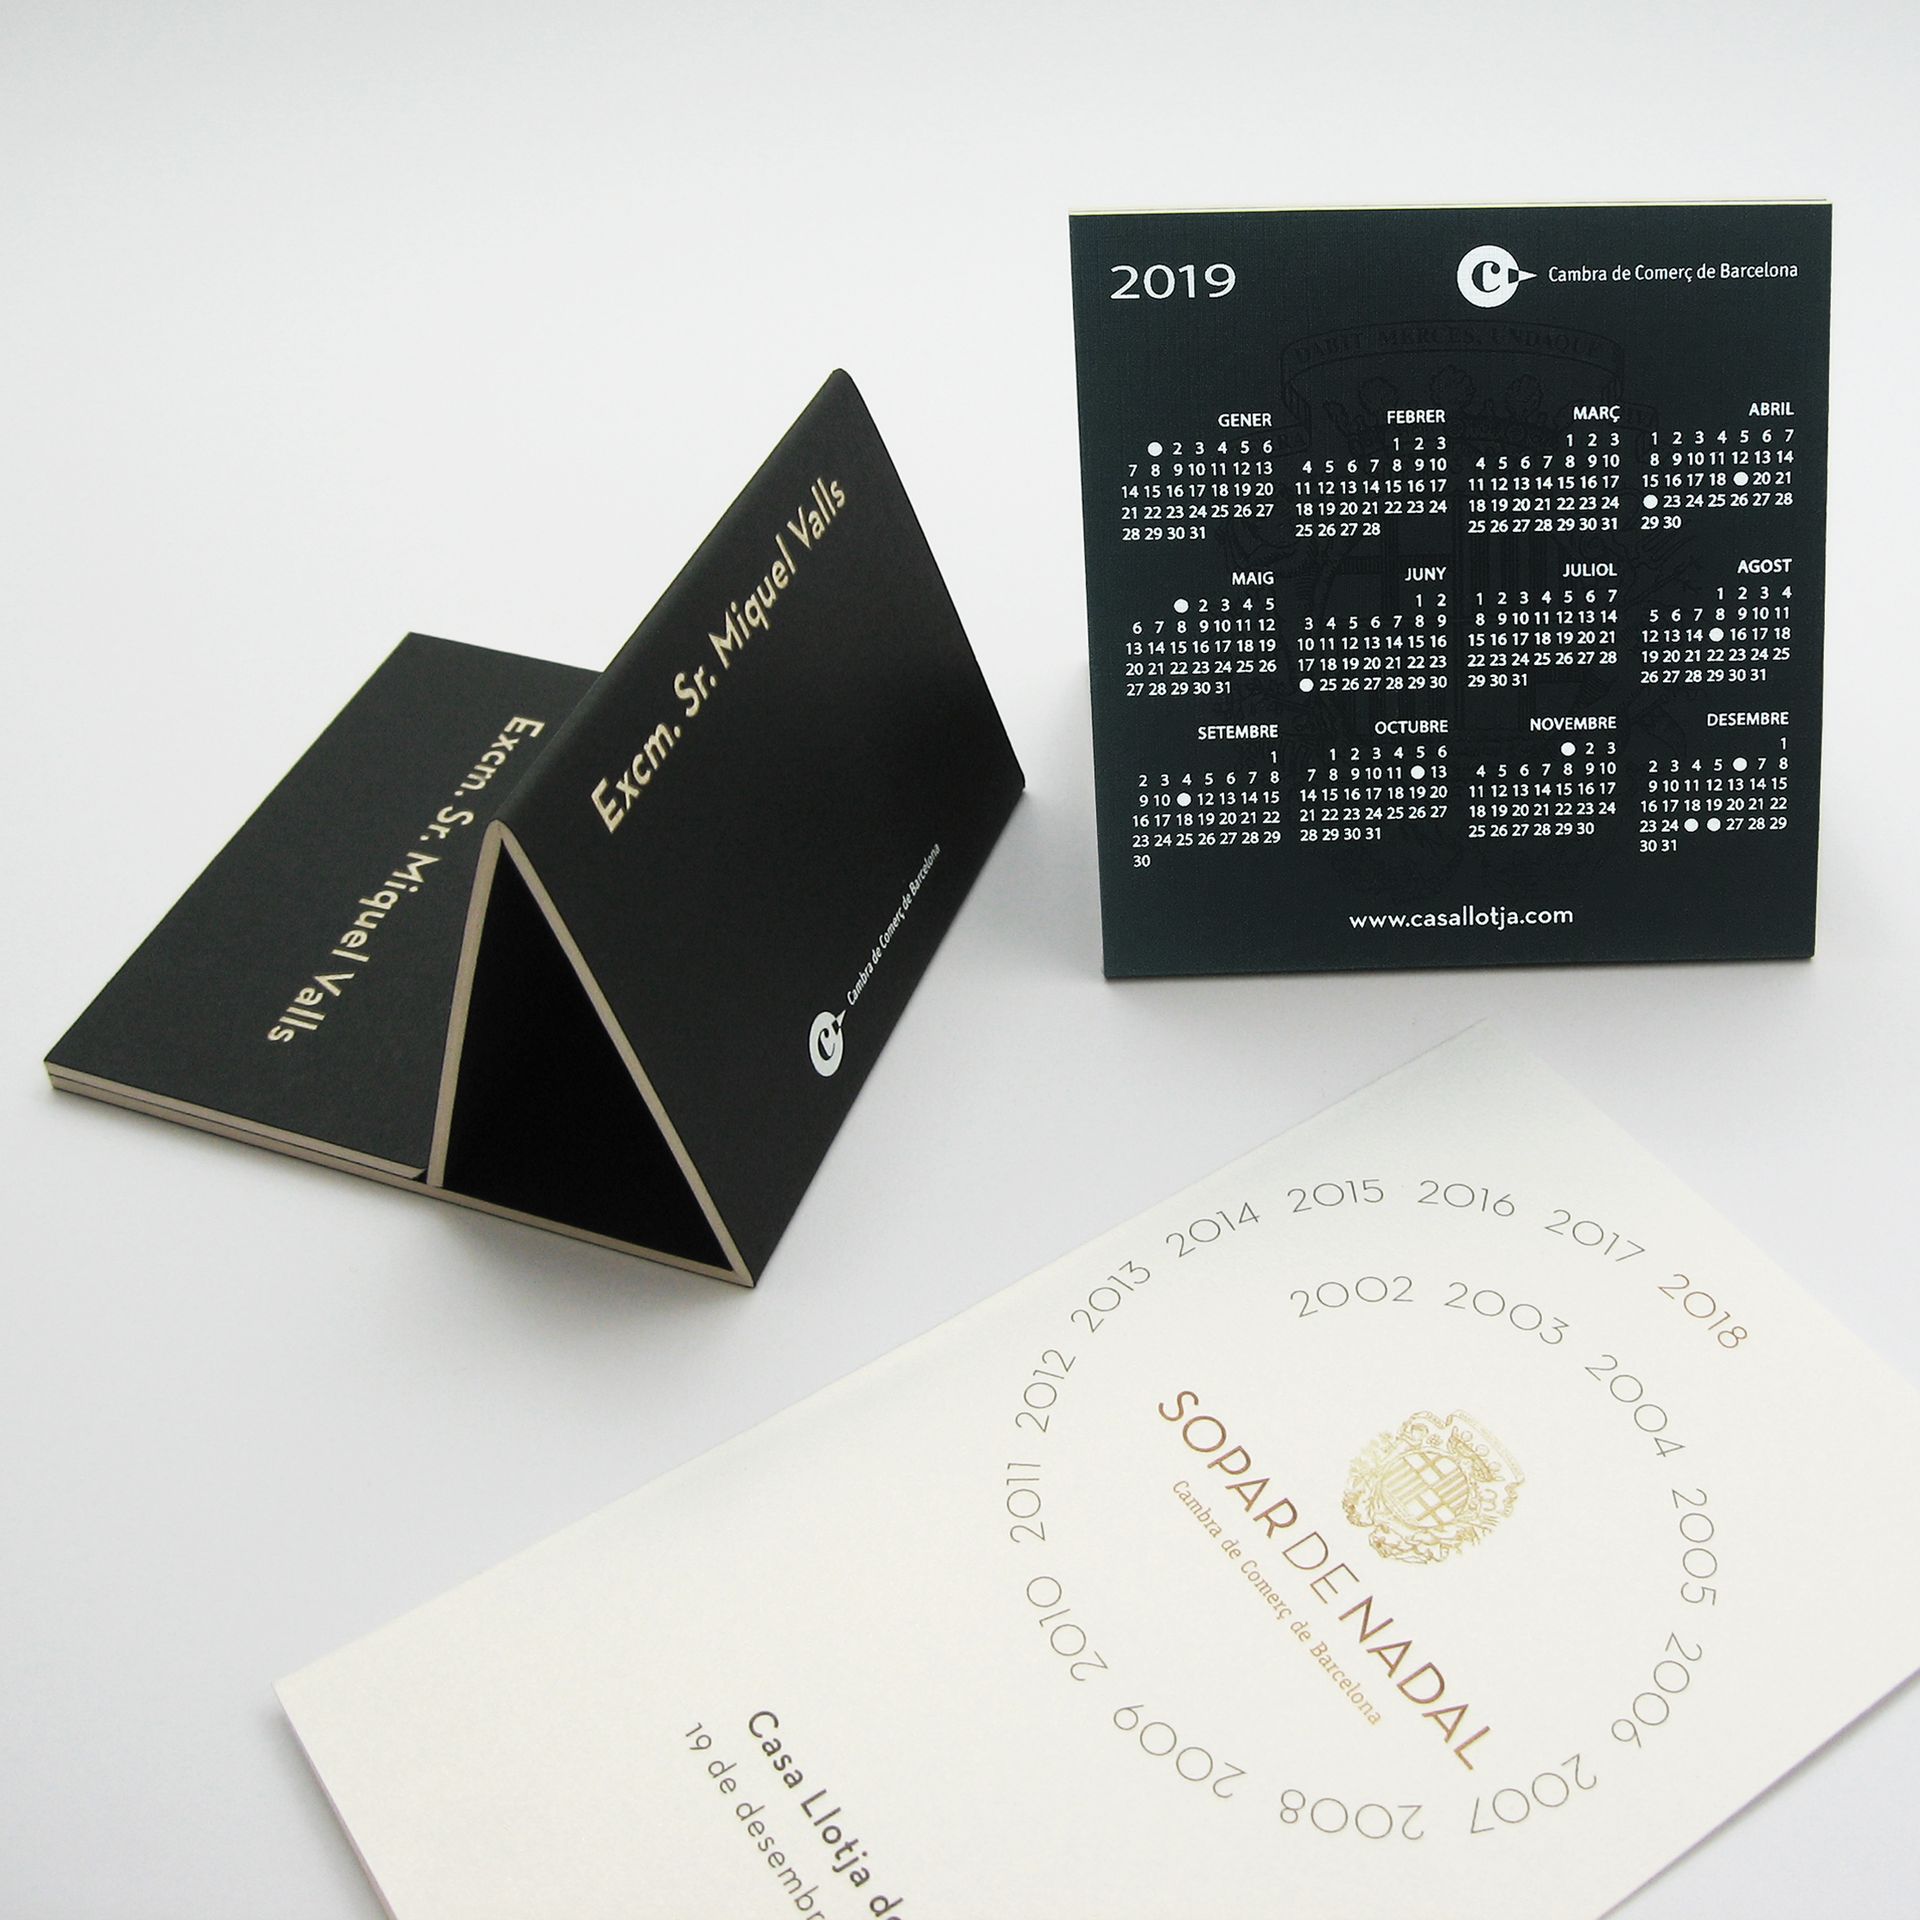 Excm. Sr. Miquel Valls
Excm. Sr. Miquel Valls
C Cambra de Comerç de Barcelona
2019
C Cambra de Comerç de Barcelona
DABIT MERCES, UNDAQUE
GENER
● 2 3 4 5 6
7 8 9 10 11 12 13
14 15 16 17 18 19 20
21 22 23 24 25 26 27
28 29 30 31
FEBRER
1 2 3
4 5 6 7 8 9 10
11 12 13 14 15 16 17
18 19 20 21 22 23 24
25 26 27 28
MARÇ
1 2 3
4 5 6 7 8 9 10
11 12 13 14 15 16 17
18 19 20 21 22 23 24
25 26 27 28 29 30 31
ABRIL
1 2 3 4 5 6 7
8 9 10 11 12 13 14
15 16 17 18 ● 20 21
● 23 24 25 26 27 28
29 30
MAIG
● 2 3 4 5
6 7 8 9 10 11 12
13 14 15 16 17 18 19
20 21 22 23 24 25 26
27 28 29 30 31
JUNY
1 2
3 4 5 6 7 8 9
10 11 12 13 14 15 16
17 18 19 20 21 22 23
● 25 26 27 28 29 30
JULIOL
1 2 3 4 5 6 7
8 9 10 11 12 13 14
15 16 17 18 19 20 21
22 23 24 25 26 27 28
29 30 31
AGOST
1 2 3 4
5 6 7 8 9 10 11
12 13 14 ● 16 17 18
19 20 21 22 23 24 25
26 27 28 29 30 31
SETEMBRE
1
2 3 4 5 6 7 8
9 10 ● 12 13 14 15
16 17 18 19 20 21 22
23 24 25 26 27 28 29
30
OCTUBRE
1 2 3 4 5 6
7 8 9 10 11 ● 13
14 15 16 17 18 19 20
21 22 23 24 25 26 27
28 29 30 31
NOVEMBRE
● 2 3
4 5 6 7 8 9 10
11 12 13 14 15 16 17
18 19 20 21 22 23 24
25 26 27 28 29 30
DESEMBRE
1
2 3 4 5 ● 7 8
9 10 11 12 13 14 15
16 17 18 19 20 21 22
23 24 ● ● 27 28 29
30 31
www.casallotja.com
2002 2003 2004 2005 2006 2007 2008 2009 2010 2011 2012 2013 2014 2015 2016 2017 2018
SOPAR DE NADAL
Cambra de Comerç de Barcelona
Casa Llotja de
19 de desembr